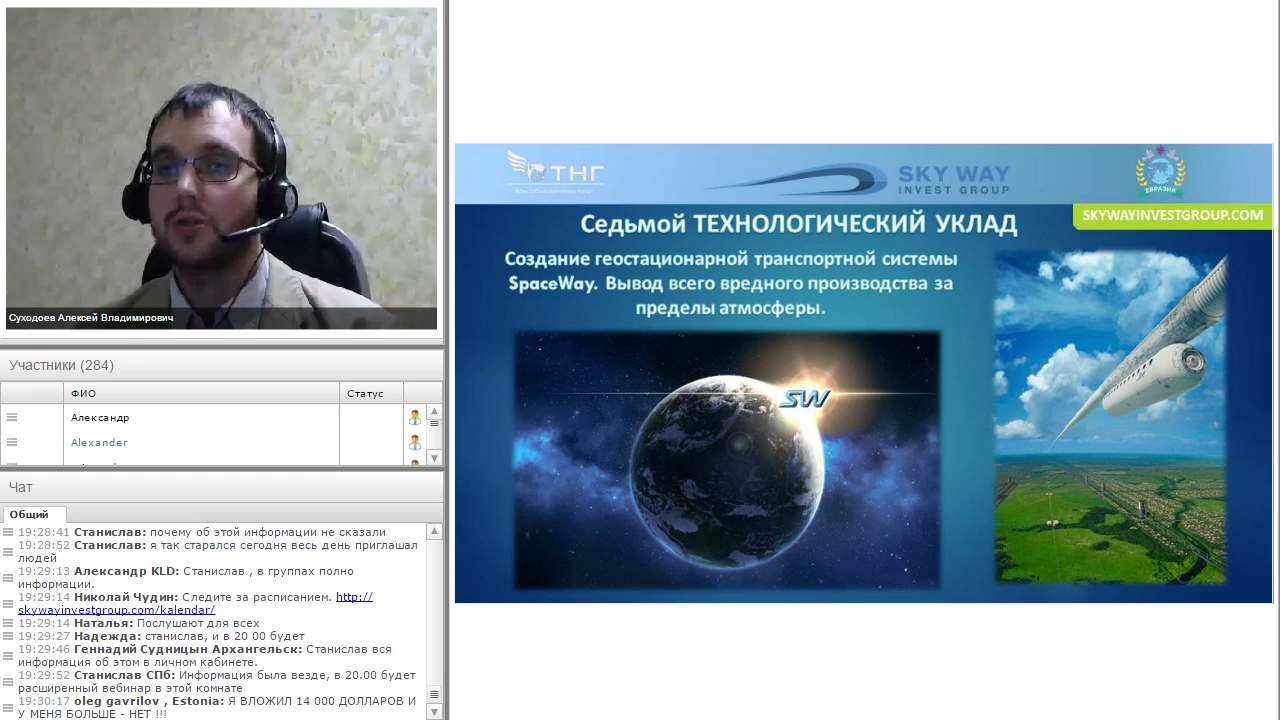 Суходоев Алексей Владимирович
Участники (284)
ФИО
Статус
Александр
Alexander
Чат
Общий
19:28:41 Станислав: почему об этой информации не сказали
19:28:52 Станислав: я так старался сегодня весь день приглашал
людей
19:29:13 Александр KLD: Станислав , в группах полно
информации.
19:29:14 Николай Чудин: Следите за расписанием. http://
skywayinvestgroup.com/kalendar/
19:29:14 Наталья: Послушают для всех
19:29:27 Надежда: станислав, и в 20 00 будет
19:29:46 Геннадий Судницын Архангельск: Станислав вся
информация об этом в личном кабинете.
19:29:52 Станислав СПб: Информация была везде, в 20.00 будет
расширенный вебинар в этой комнате
19:30:17 oleg gavrilov , Estonia: Я ВЛОЖИЛ 14 000 ДОЛЛАРОВ И
У МЕНЯ БОЛЬШЕ - НЕТ !!!
ТНГ
SKY WAY
INVEST GROUP
ЕВРАЗИЯ
SKYWAYINVESTGROUP.COM
Седьмой ТЕХНОЛОГИЧЕСКИЙ УКЛАД
Создание геостационарной транспортной системы
SpaceWay. Вывод всего вредного производства за
пределы атмосферы.
SW